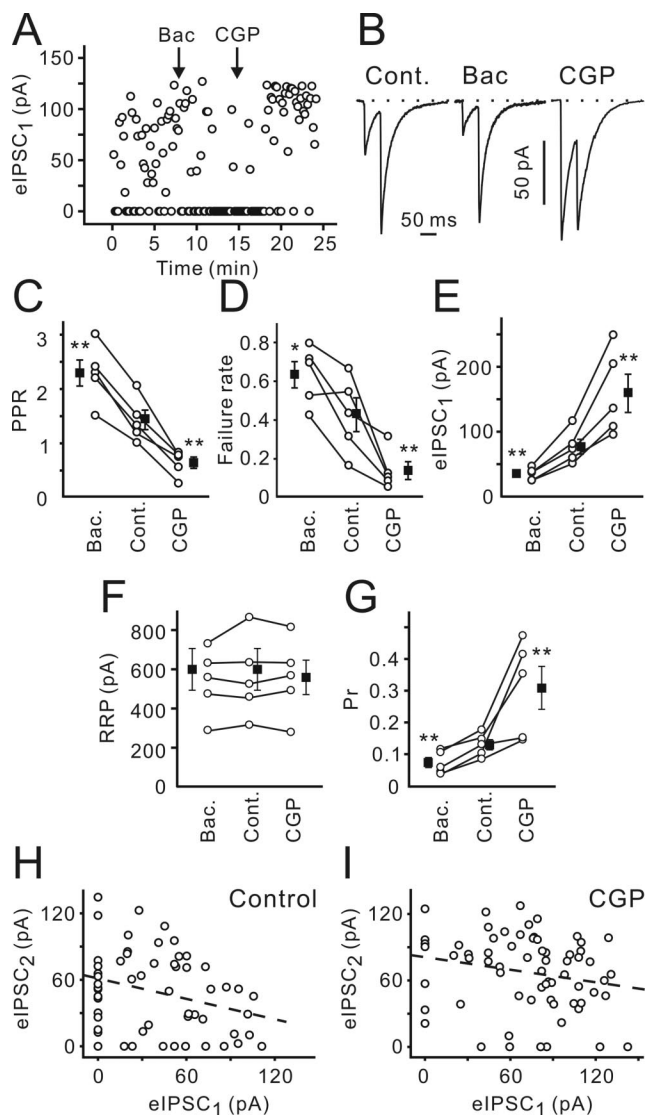 A
Bac
CGP
eIPSC1 (pA)
150
100
50
0
0
5
10
15
20
25
Time (min)
B
Cont.
Bac
CGP
50 ms
50 pA
C
PPR
3
2
1
0
**
**
Bac.
Cont.
CGP
D
Failure rate
0.8
0.6
0.4
0.2
0
*
**
Bac.
Cont.
CGP
E
eIPSC1 (pA)
200
100
0
**
**
Bac.
Cont.
CGP
F
RRP (pA)
800
600
400
200
0
Bac.
Cont.
CGP
G
Pr
0.4
0.3
0.2
0.1
0
**
**
Bac.
Cont.
CGP
H
Control
eIPSC2 (pA)
120
60
0
0
60
120
eIPSC1 (pA)
I
CGP
eIPSC2 (pA)
120
60
0
0
60
120
eIPSC1 (pA)